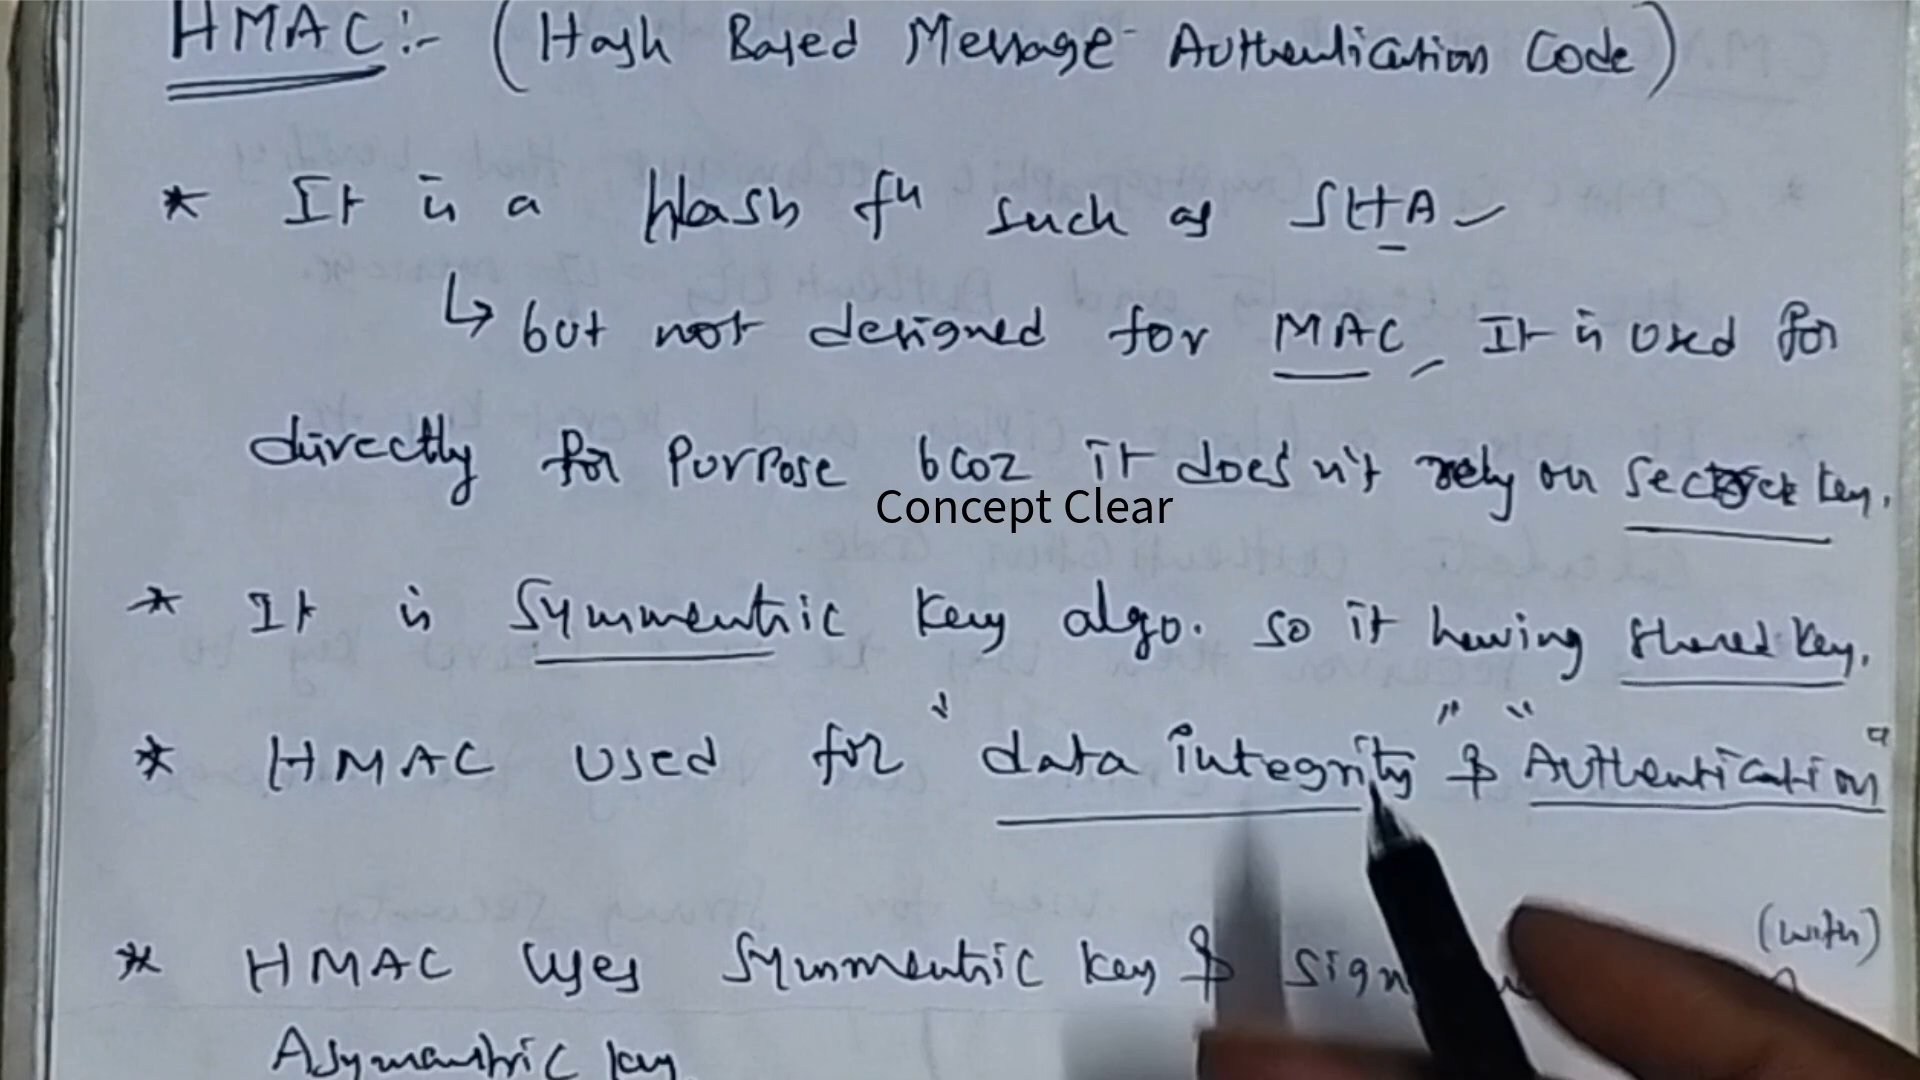 HMAC:- (Hash Based Message Authentication Code)
* It is a Hash fn such as SHA
↳ but not designed for MAC, It is used for
directly for Purpose bcoz it doesn't rely on secret key.
Concept Clear
* It is Symmentric key algo. so it having shared key.
* HMAC used for "data integrity" & "Authentication"
(with)
* HMAC uses Symmentric key &
Asymmentric key